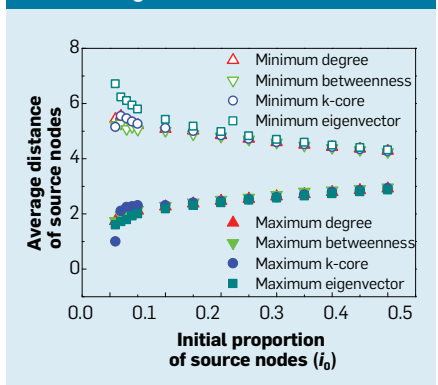 8
6
4
2
0
Minimum degree
Minimum betweenness
Minimum k-core
Minimum eigenvector
Maximum degree
Maximum betweenness
Maximum k-core
Maximum eigenvector
Average distance
of source nodes
0.0
0.1
0.2
0.3
0.4
0.5
Initial proportion
of source nodes (i₀)